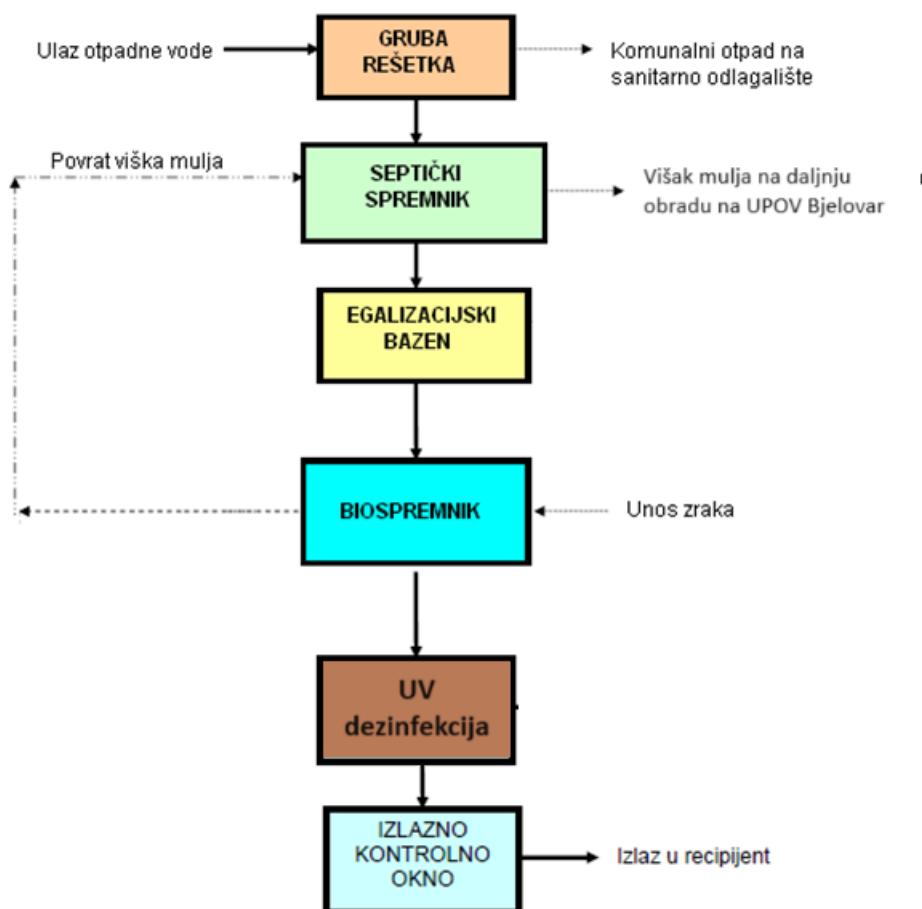 Ulaz otpadne vode
GRUBA
REŠETKA
Komunalni otpad na
sanitarno odlagalište
Povrat viška mulja
SEPTIČKI
SPREMNIK
Višak mulja na daljnju
obradu na UPOV Bjelovar
EGALIZACIJSKI
BAZEN
BIOSPREMNIK
Unos zraka
UV
dezinfekcija
IZLAZNO
KONTROLNO
OKNO
Izlaz u recipijent